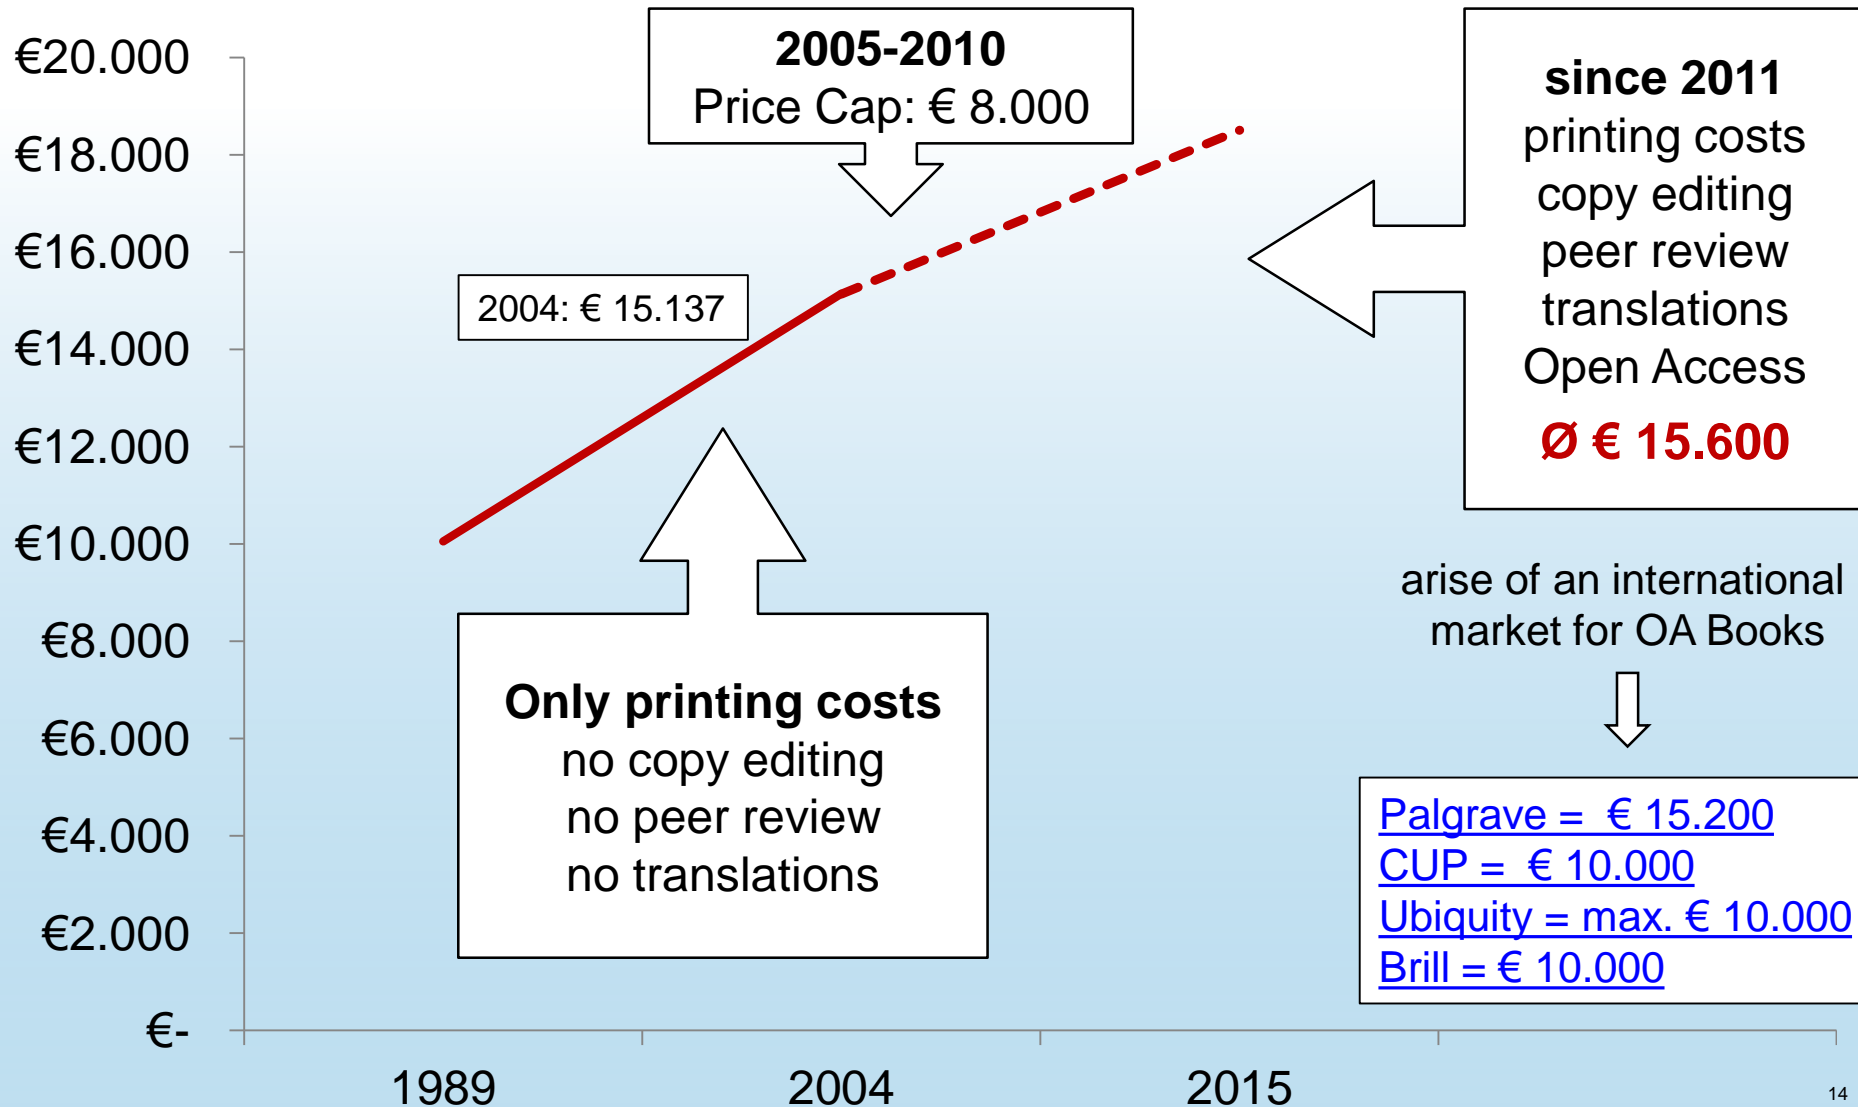 €20.000
€18.000
€16.000
€14.000
€12.000
€10.000
€8.000
€6.000
€4.000
€2.000
€-
1989
2004
2015
2005-2010
Price Cap: € 8.000
2004: € 15.137
Only printing costs
no copy editing
no peer review
no translations
since 2011
printing costs
copy editing
peer review
translations
Open Access
Ø € 15.600
arise of an international
market for OA Books
Palgrave = € 15.200
CUP = € 10.000
Ubiquity = max. € 10.000
Brill = € 10.000
14